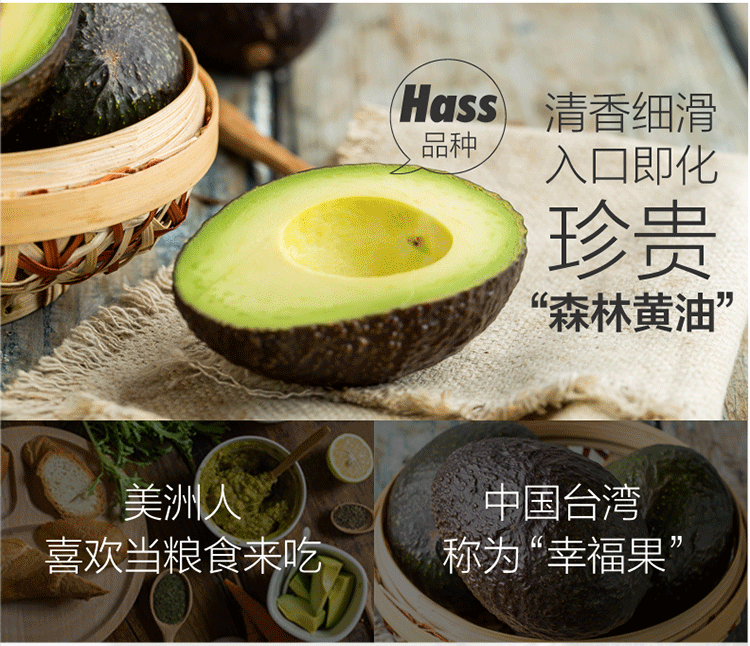 Hass
品种
清香细滑
入口即化
珍贵
“森林黄油”
美洲人
喜欢当粮食来吃
中国台湾
称为“幸福果”